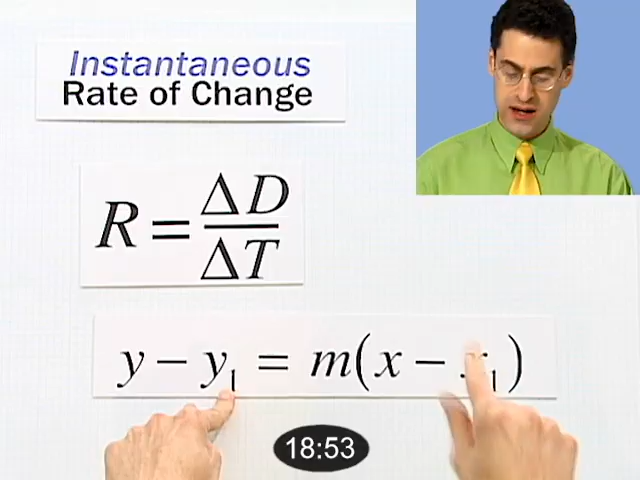 Instantaneous
Rate of Change
R = ΔD/ΔT
y − y₁ = m(x − x₁)
18:53